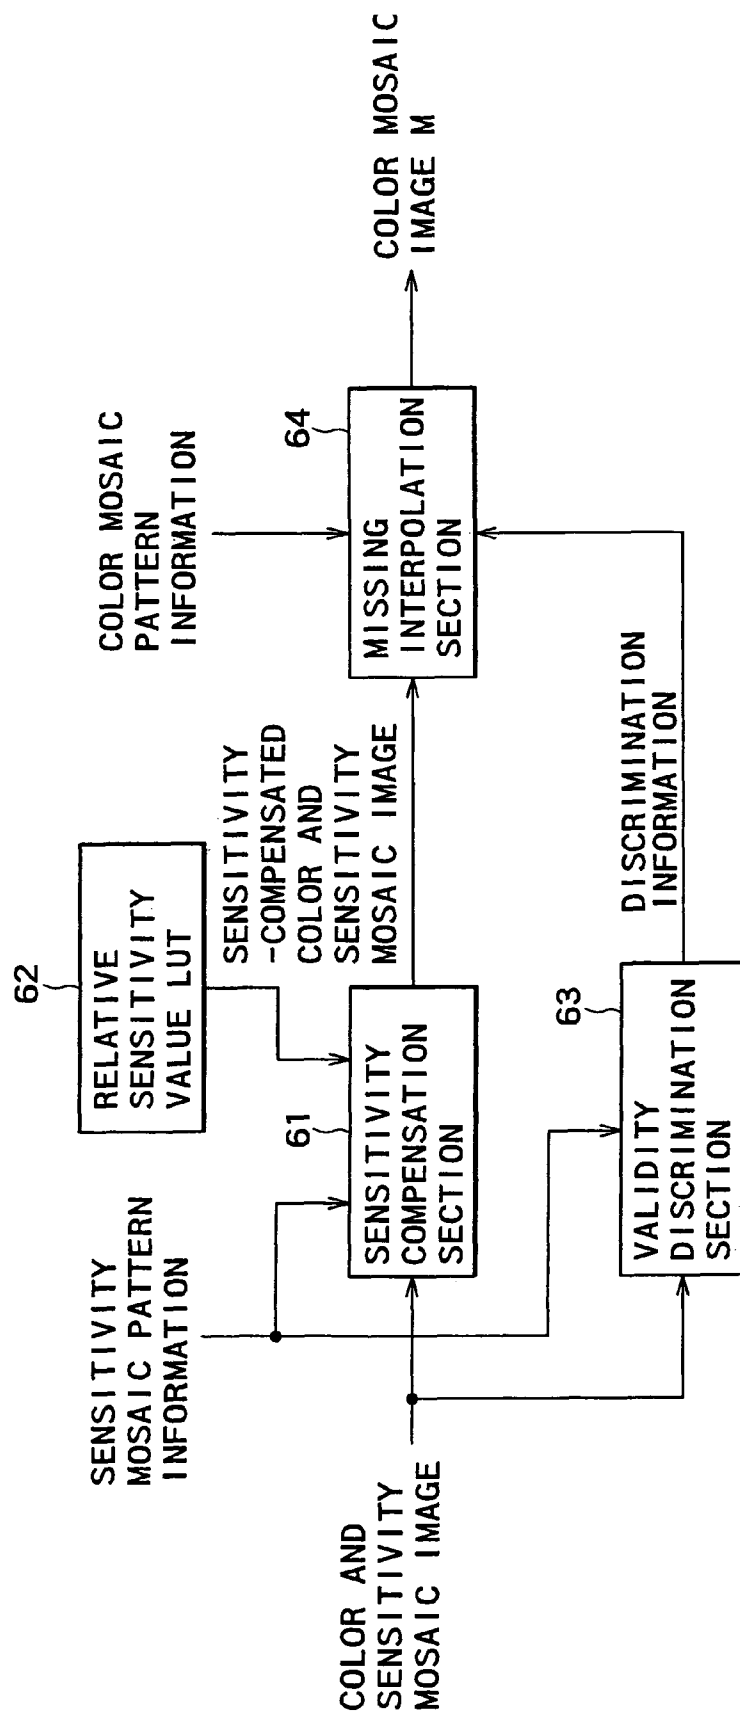 COLOR AND
SENSITIVITY
MOSAIC IMAGE
SENSITIVITY
MOSAIC PATTERN
INFORMATION
62
RELATIVE
SENSITIVITY
VALUE LUT
61
SENSITIVITY
COMPENSATION
SECTION
63
VALIDITY
DISCRIMINATION
SECTION
SENSITIVITY
-COMPENSATED
COLOR AND
SENSITIVITY
MOSAIC IMAGE
DISCRIMINATION
INFORMATION
COLOR MOSAIC
PATTERN
INFORMATION
64
MISSING
INTERPOLATION
SECTION
COLOR MOSAIC
IMAGE M